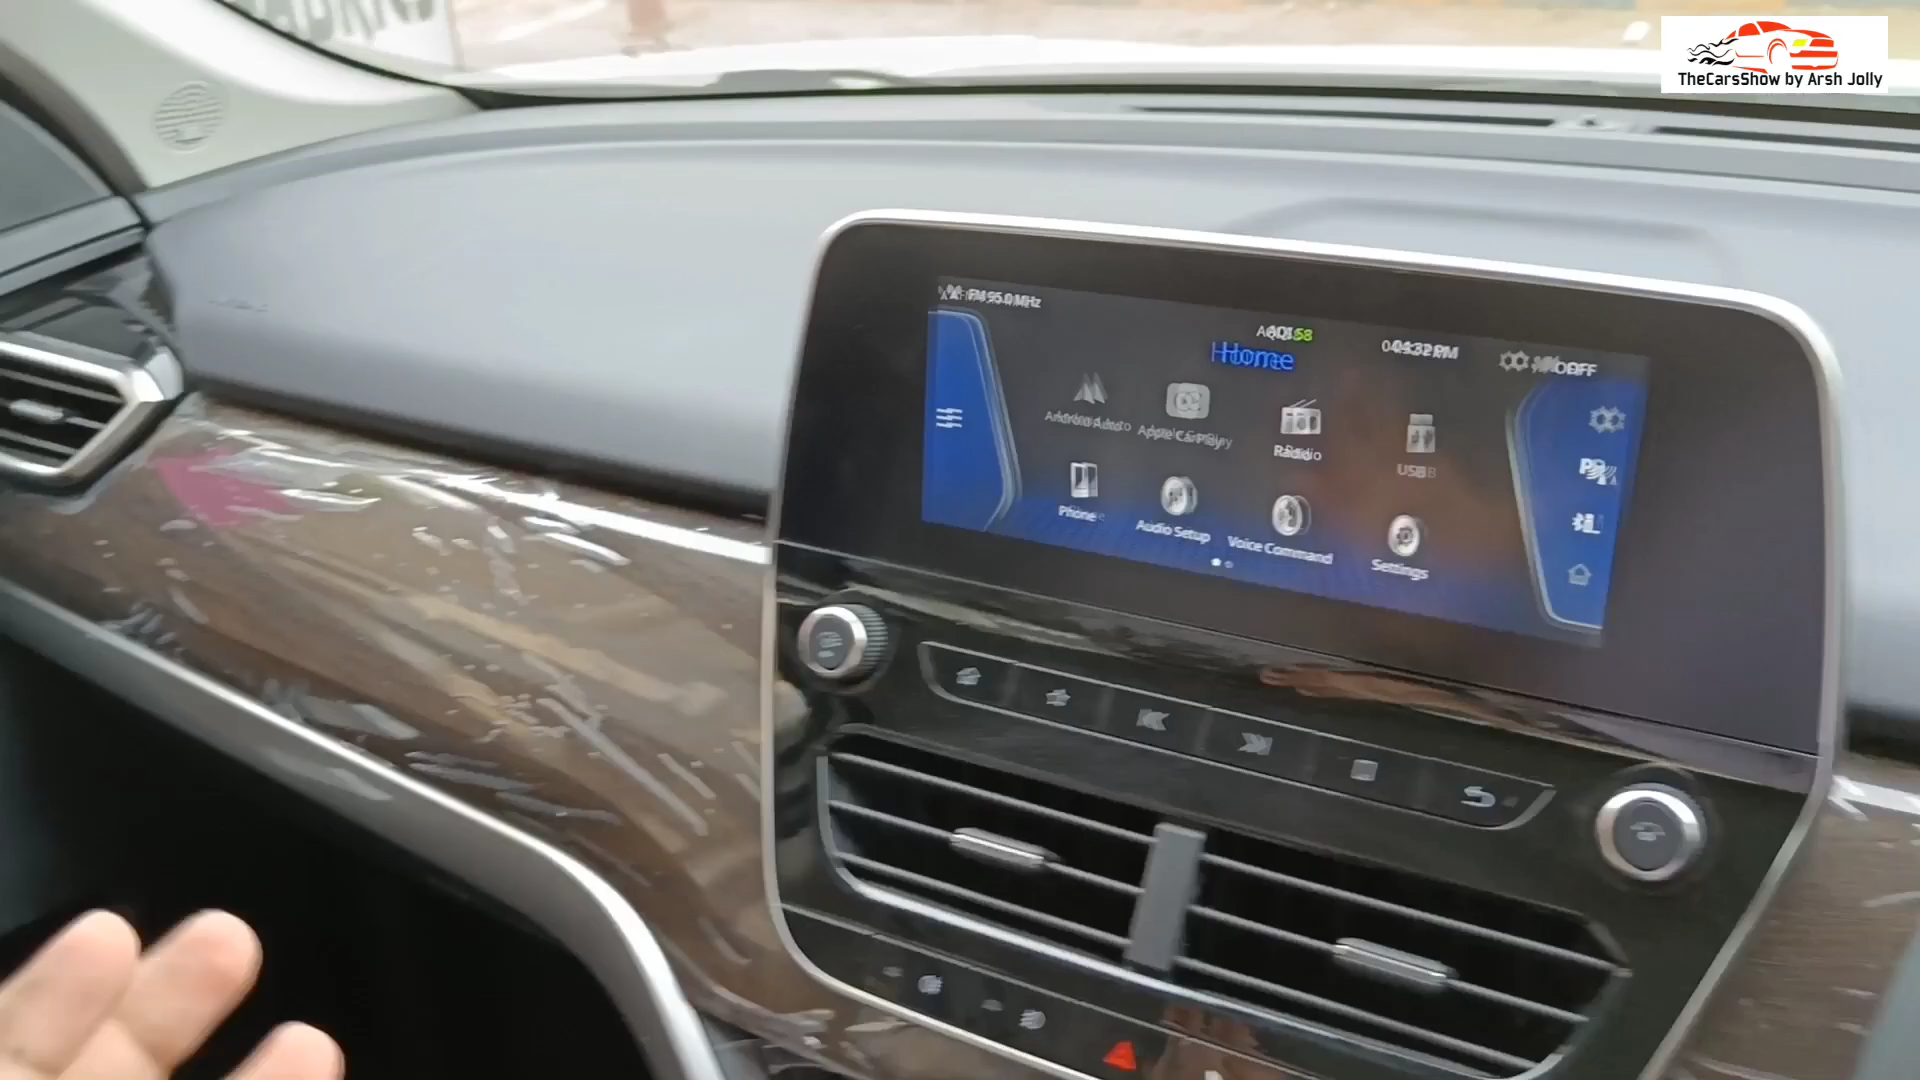 TheCarsShow by Arsh Jolly
FM 95.0 MHz
AQI:58
04:32 PM
OFF
Home
Android Auto
Apple CarPlay
Radio
USB
Phone
Audio Setup
Voice Command
Settings